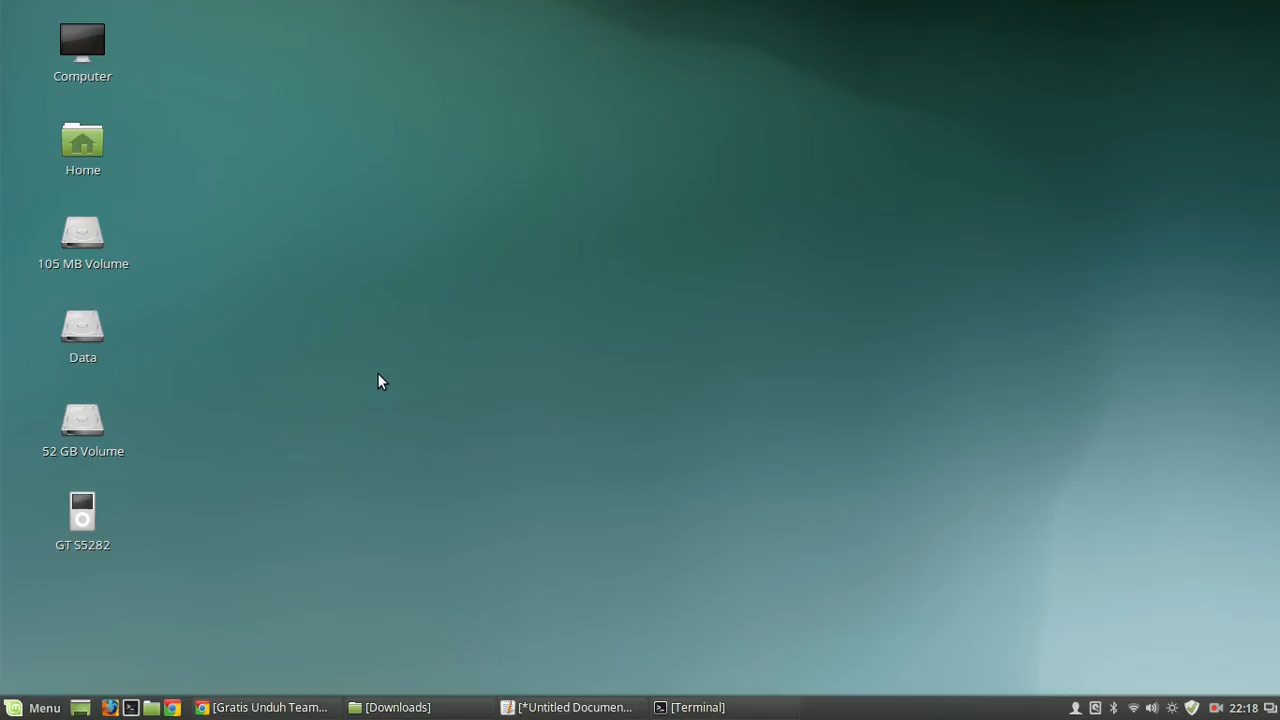 Computer
Home
105 MB Volume
Data
52 GB Volume
GT S5282
Menu
[Gratis Unduh Team...
[Downloads]
[*Untitled Documen...
[Terminal]
22:18